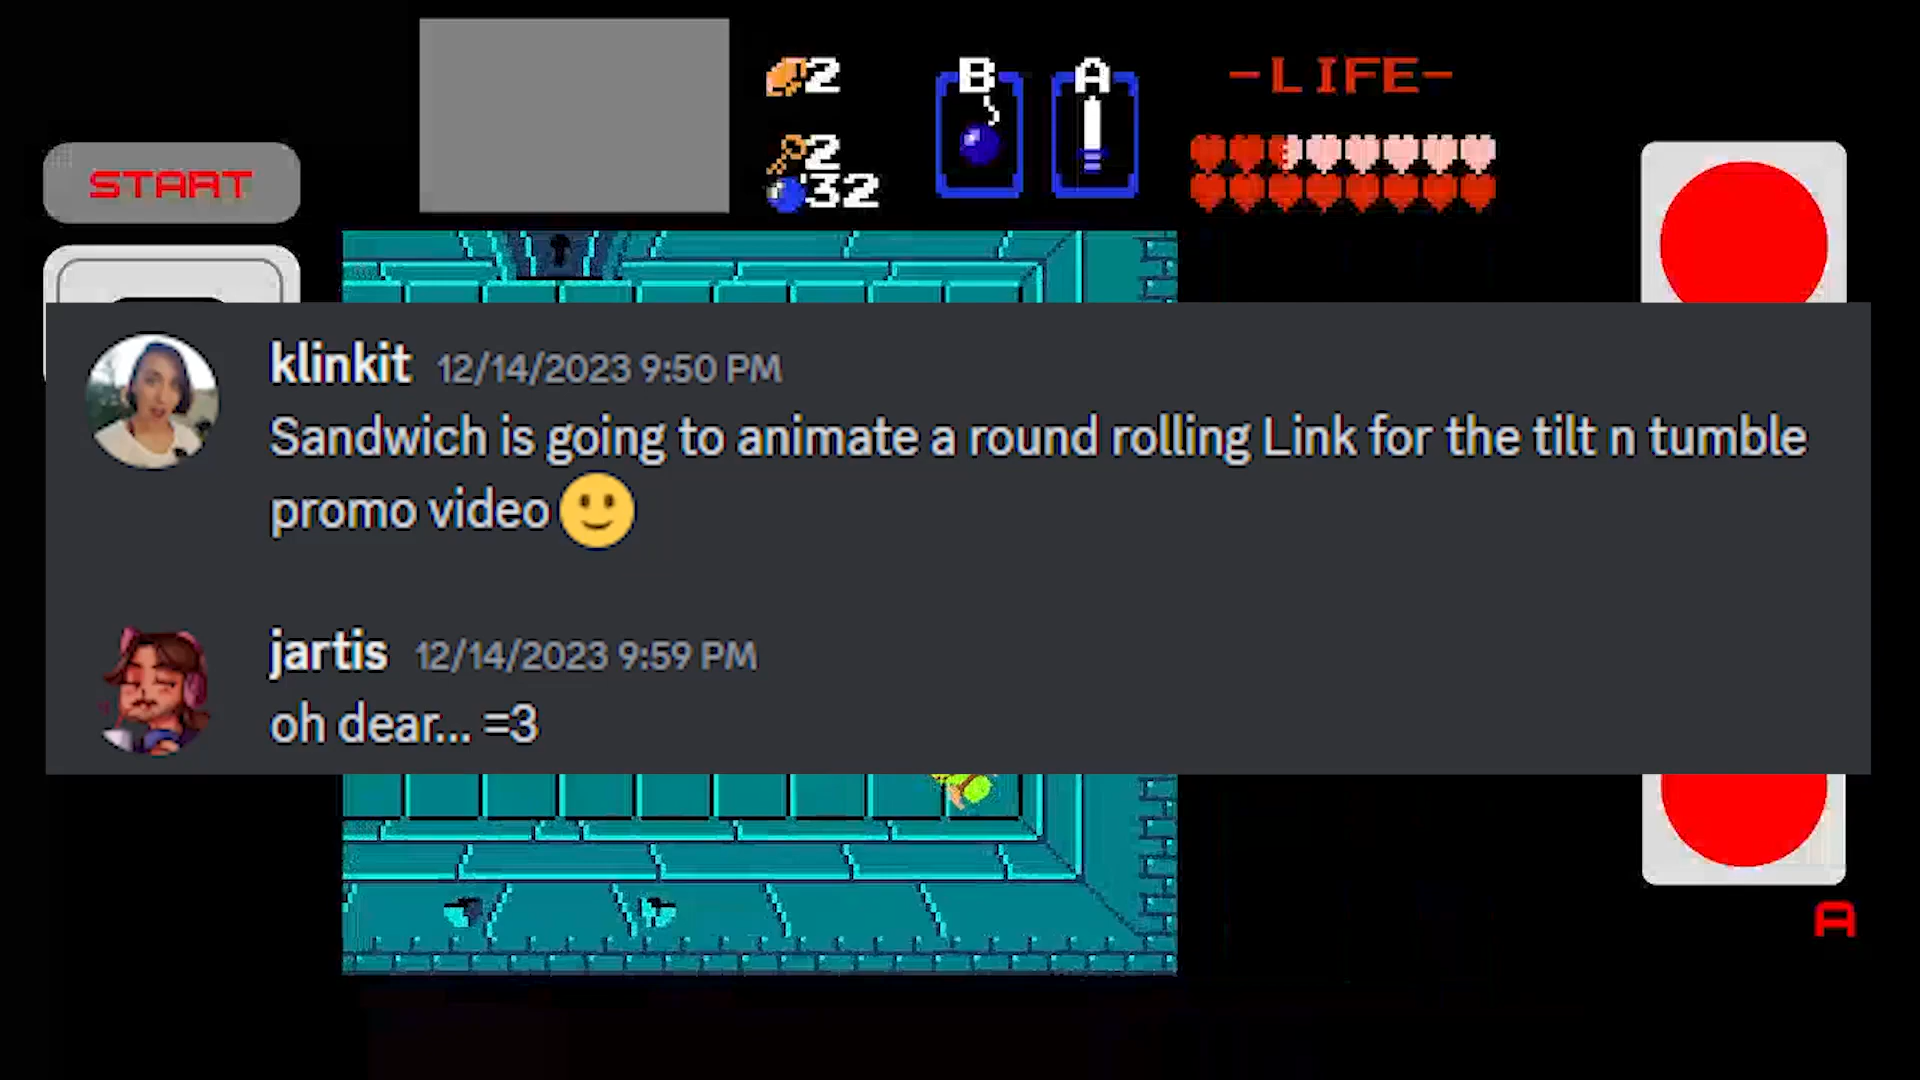 2
B A
-LIFE-
START
2
32
klinkit 12/14/2023 9:50 PM
Sandwich is going to animate a round rolling Link for the tilt n tumble
promo video
jartis 12/14/2023 9:59 PM
oh dear... =3
A